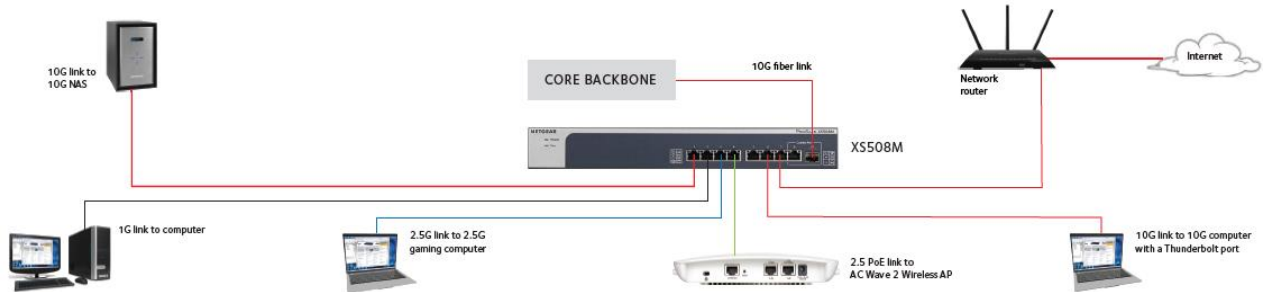 10G link to
10G NAS
CORE BACKBONE
10G fiber link
Network
router
Internet
NETGEAR
XS508M
1G link to computer
2.5G link to 2.5G
gaming computer
2.5 PoE link to
AC Wave 2 Wireless AP
10G link to 10G computer
with a Thunderbolt port